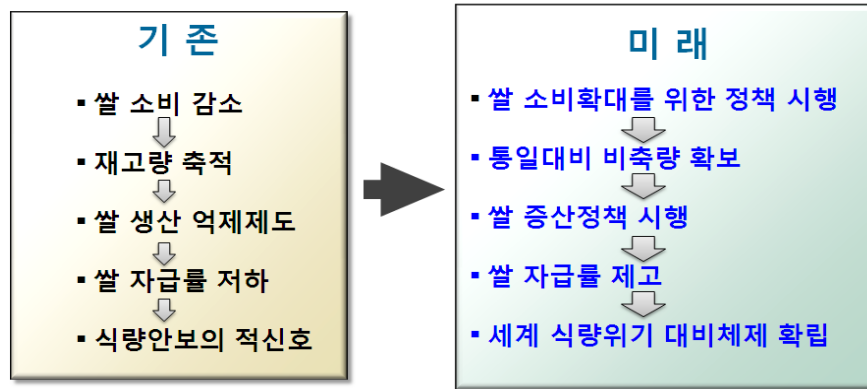 기 존
▪ 쌀 소비 감소
▪ 재고량 축적
▪ 쌀 생산 억제제도
▪ 쌀 자급률 저하
▪ 식량안보의 적신호
미 래
▪ 쌀 소비확대를 위한 정책 시행
▪ 통일대비 비축량 확보
▪ 쌀 증산정책 시행
▪ 쌀 자급률 제고
▪ 세계 식량위기 대비체제 확립